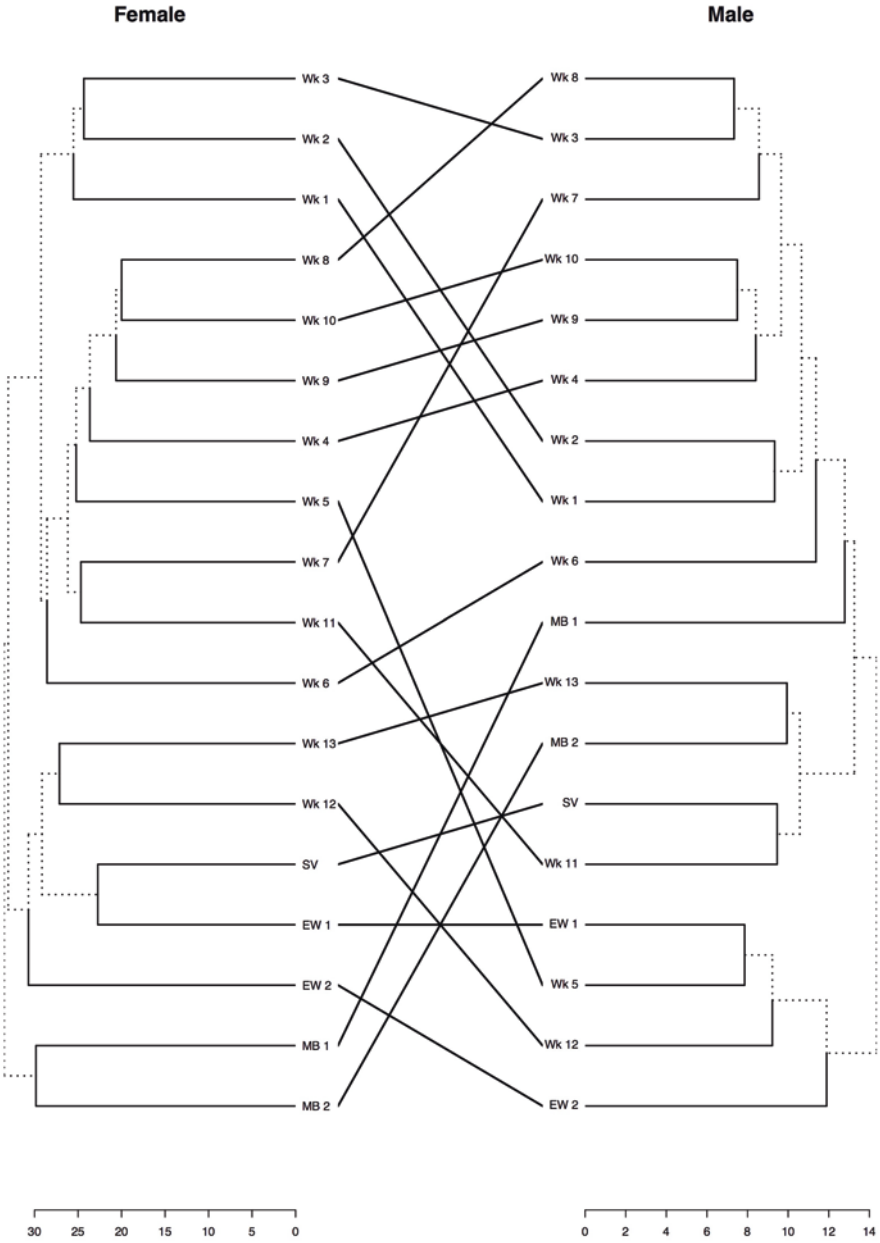 Female Male
Wk 3 Wk 8
Wk 2 Wk 3
Wk 1 Wk 7
Wk 8 Wk 10
Wk 10 Wk 9
Wk 9 Wk 4
Wk 4 Wk 2
Wk 5 Wk 1
Wk 7 Wk 6
Wk 11 MB 1
Wk 6 Wk 13
Wk 13 MB 2
Wk 12 SV
SV Wk 11
EW 1 EW 1
EW 2 Wk 5
MB 1 Wk 12
MB 2 EW 2
30 25 20 15 10 5 0 0 2 4 6 8 10 12 14